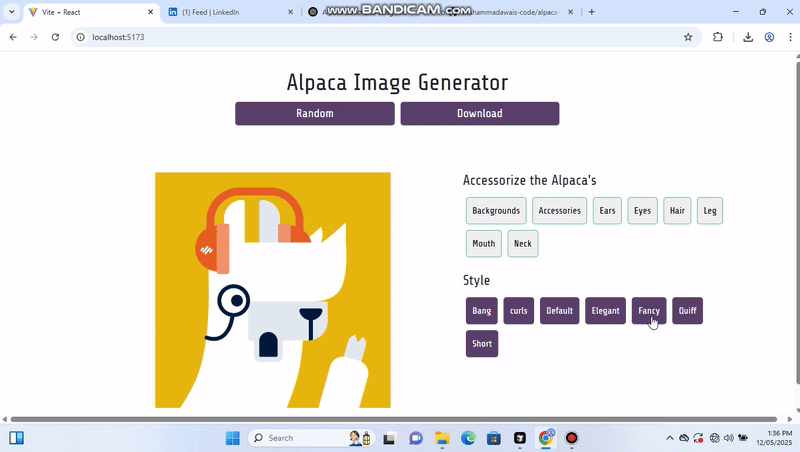 Vite + React
(1) Feed | LinkedIn
A
www.BANDICAM.com
hammadawais-code/alpaca
localhost:5173
Alpaca Image Generator
Random
Download
Accessorize the Alpaca's
Backgrounds
Accessories
Ears
Eyes
Hair
Leg
Mouth
Neck
Style
Bang
curls
Default
Elegant
Fancy
Quiff
Short
Search
1:36 PM
12/05/2025